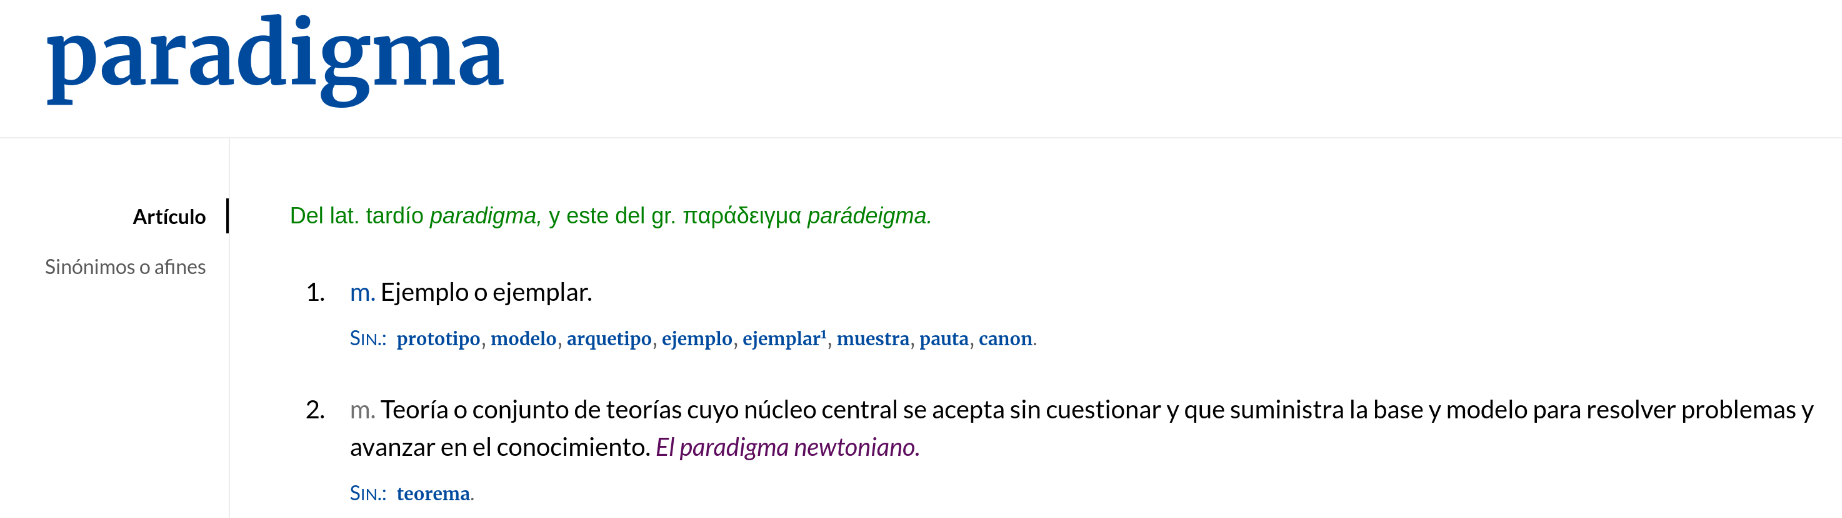 paradigma
Artículo
Sinónimos o afines
Del lat. tardío paradigma, y este del gr. παράδειγμα parádeigma.
1. m. Ejemplo o ejemplar.
Sin.: prototipo, modelo, arquetipo, ejemplo, ejemplar¹, muestra, pauta, canon.
2. m. Teoría o conjunto de teorías cuyo núcleo central se acepta sin cuestionar y que suministra la base y modelo para resolver problemas y
avanzar en el conocimiento. El paradigma newtoniano.
Sin.: teorema.